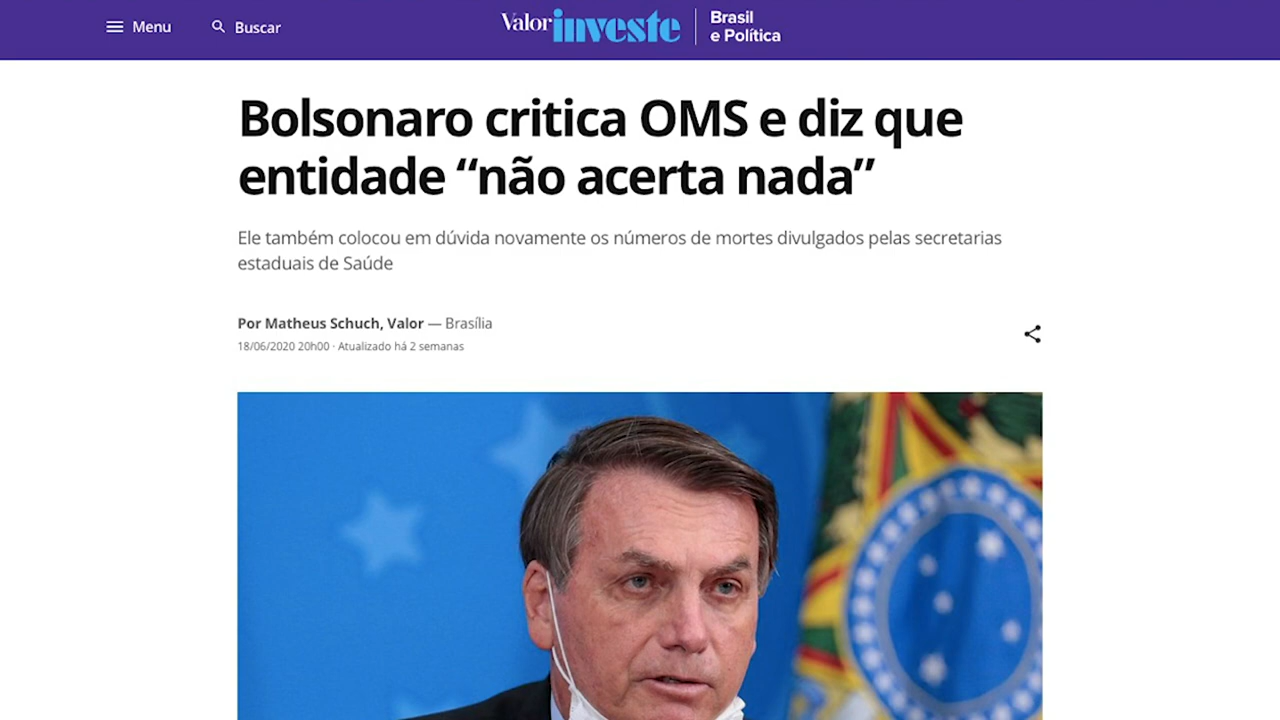 Menu
Buscar
Valor investe
Brasil
e Política
Bolsonaro critica OMS e diz que
entidade “não acerta nada”
Ele também colocou em dúvida novamente os números de mortes divulgados pelas secretarias
estaduais de Saúde
Por Matheus Schuch, Valor — Brasília
18/06/2020 20h00 · Atualizado há 2 semanas